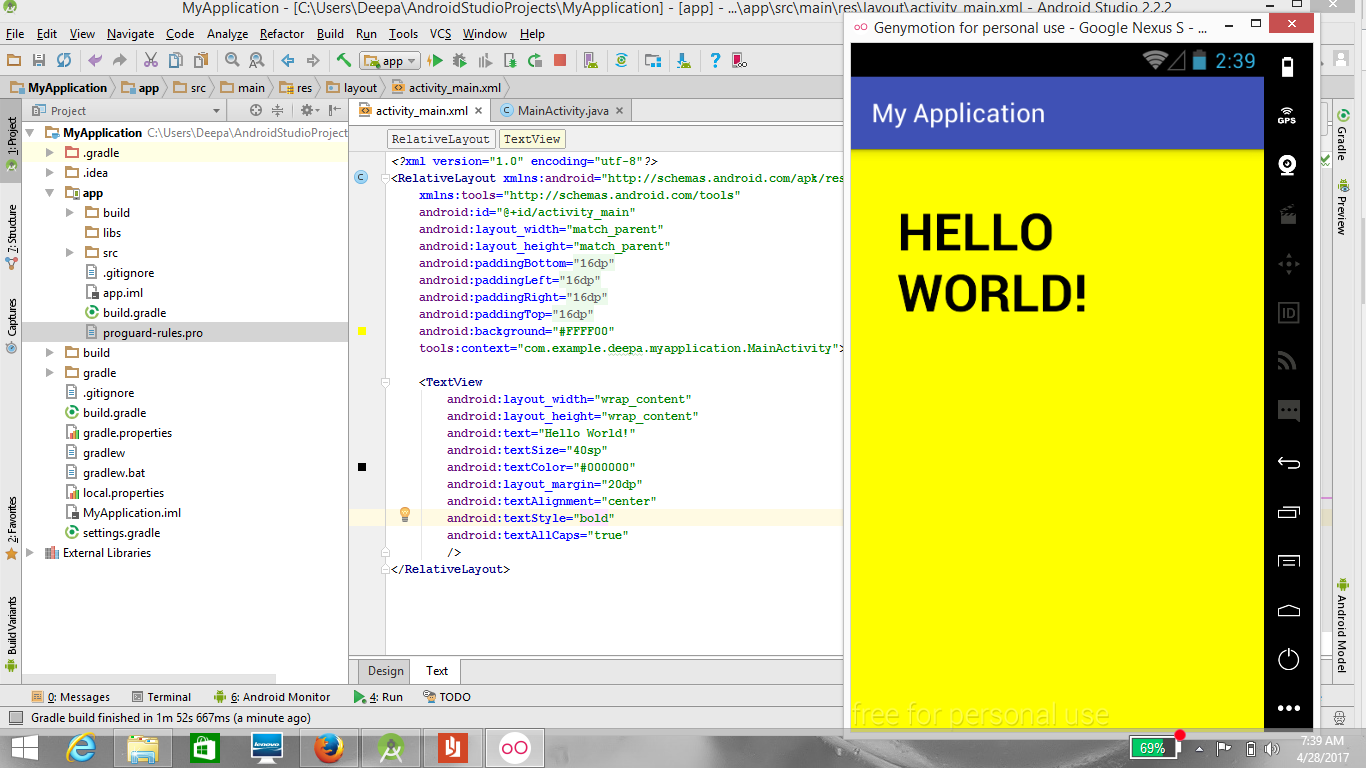 MyApplication - [C:\Users\Deepa\AndroidStudioProjects\MyApplication] - [app] - ...\app\src\main\res\layout\activity_main.xml - Android Studio 2.2.2
File Edit View Navigate Code Analyze Refactor Build Run Tools VCS Window Help
app
MyApplication app src main res layout activity_main.xml
Project
activity_main.xml MainActivity.java
RelativeLayout TextView
1: Project
7: Structure
Captures
2: Favorites
Build Variants
MyApplication C:\Users\Deepa\AndroidStudioProject
.gradle
.idea
app
build
libs
src
.gitignore
app.iml
build.gradle
proguard-rules.pro
build
gradle
.gitignore
build.gradle
gradle.properties
gradlew
gradlew.bat
local.properties
MyApplication.iml
settings.gradle
External Libraries
<?xml version="1.0" encoding="utf-8"?>
<RelativeLayout xmlns:android="http://schemas.android.com/apk/res
xmlns:tools="http://schemas.android.com/tools"
android:id="@+id/activity_main"
android:layout_width="match_parent"
android:layout_height="match_parent"
android:paddingBottom="16dp"
android:paddingLeft="16dp"
android:paddingRight="16dp"
android:paddingTop="16dp"
android:background="#FFFF00"
tools:context="com.example.deepa.myapplication.MainActivity">
<TextView
android:layout_width="wrap_content"
android:layout_height="wrap_content"
android:text="Hello World!"
android:textSize="40sp"
android:textColor="#000000"
android:layout_margin="20dp"
android:textAlignment="center"
android:textStyle="bold"
android:textAllCaps="true"
/>
</RelativeLayout>
Design Text
Genymotion for personal use - Google Nexus S - ...
2:39
My Application
HELLO
WORLD!
free for personal use
GPS
ID
Gradle
Preview
Android Model
0: Messages Terminal 6: Android Monitor 4: Run TODO
Gradle build finished in 1m 52s 667ms (a minute ago)
lenovo
69%
7:39 AM
4/28/2017